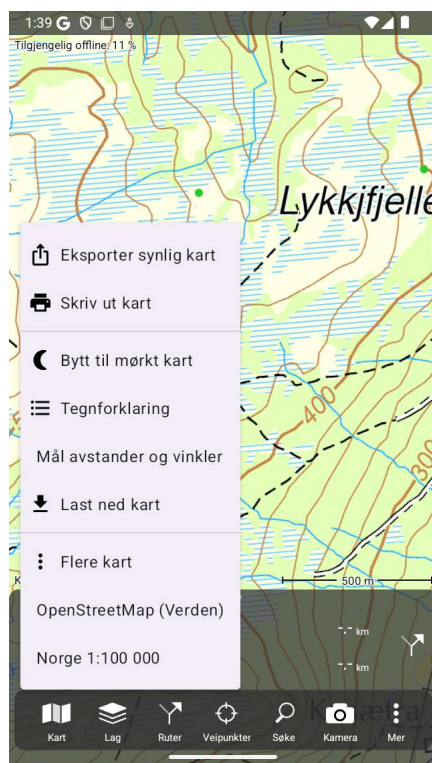 1:39
Tilgjengelig offline: 11 %
Lykkjfjelle
Eksporter synlig kart
Skriv ut kart
Bytt til mørkt kart
Tegnforklaring
400
Mål avstander og vinkler
300
Last ned kart
Flere kart
500 m
OpenStreetMap (Verden)
-.- km
Norge 1:100 000
-.- km
Kart Lag Ruter Veipunkter Søke Kamera Mer